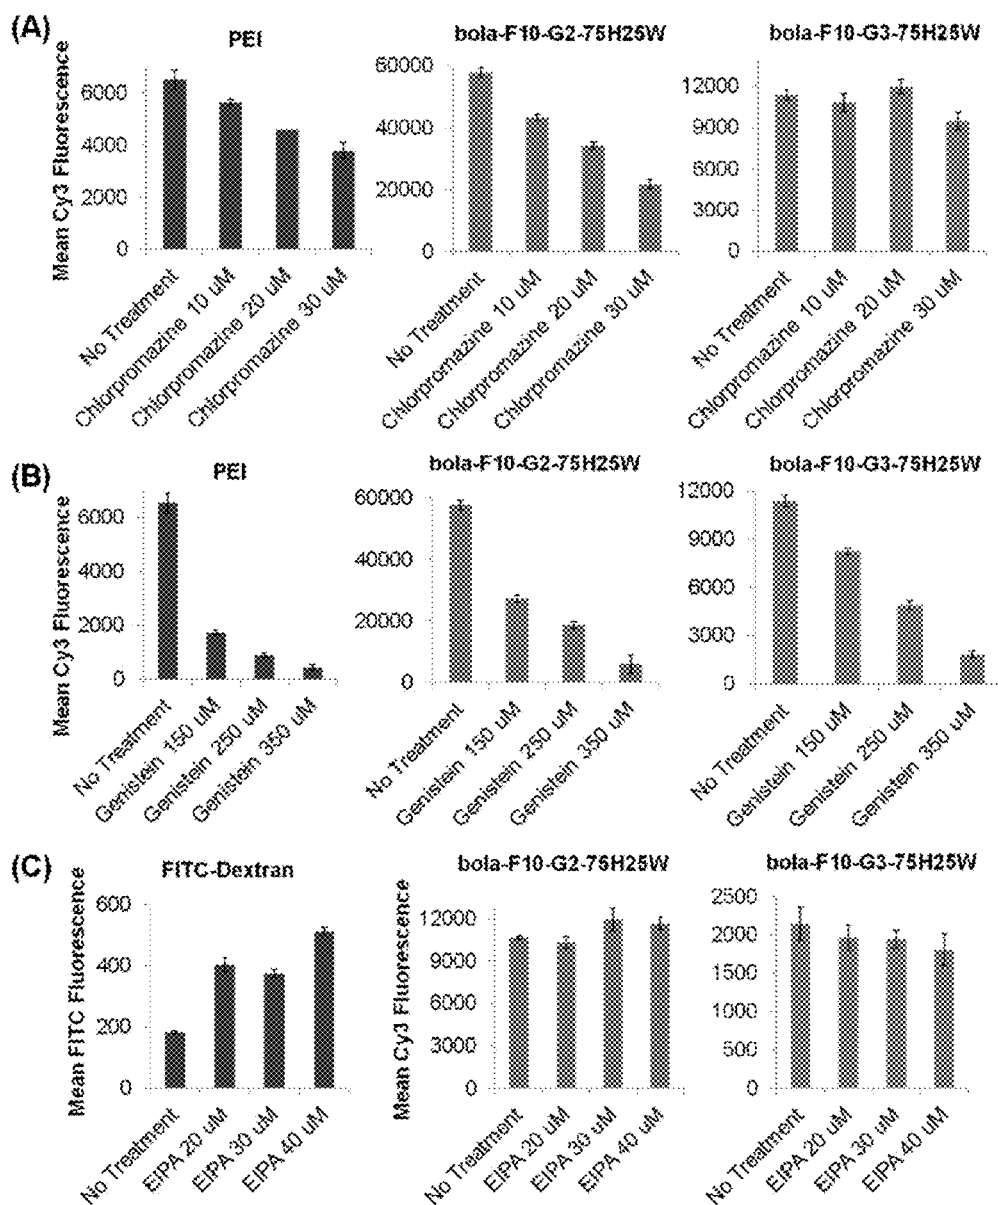 (A)
PEI
bola-F10-G2-75H25W
bola-F10-G3-75H25W
Mean Cy3 Fluorescence
6000
4000
2000
0
60000
40000
20000
0
12000
9000
6000
3000
0
No Treatment
Chlorpromazine 10 uM
Chlorpromazine 20 uM
Chlorpromazine 30 uM
No Treatment
Chlorpromazine 10 uM
Chlorpromazine 20 uM
Chlorpromazine 30 uM
No Treatment
Chlorpromazine 10 uM
Chlorpromazine 20 uM
Chlorpromazine 30 uM
(B)
PEI
bola-F10-G2-75H25W
bola-F10-G3-75H25W
Mean Cy3 Fluorescence
6000
4000
2000
0
60000
40000
20000
0
12000
9000
6000
3000
0
No Treatment
Genistein 150 uM
Genistein 250 uM
Genistein 350 uM
No Treatment
Genistein 150 uM
Genistein 250 uM
Genistein 350 uM
No Treatment
Genistein 150 uM
Genistein 250 uM
Genistein 350 uM
(C)
FITC-Dextran
bola-F10-G2-75H25W
bola-F10-G3-75H25W
Mean FITC Fluorescence
600
400
200
0
Mean Cy3 Fluorescence
12000
9000
6000
3000
0
2500
2000
1500
1000
500
0
No Treatment
EIPA 20 uM
EIPA 30 uM
EIPA 40 uM
No Treatment
EIPA 20 uM
EIPA 30 uM
EIPA 40 uM
No Treatment
EIPA 20 uM
EIPA 30 uM
EIPA 40 uM